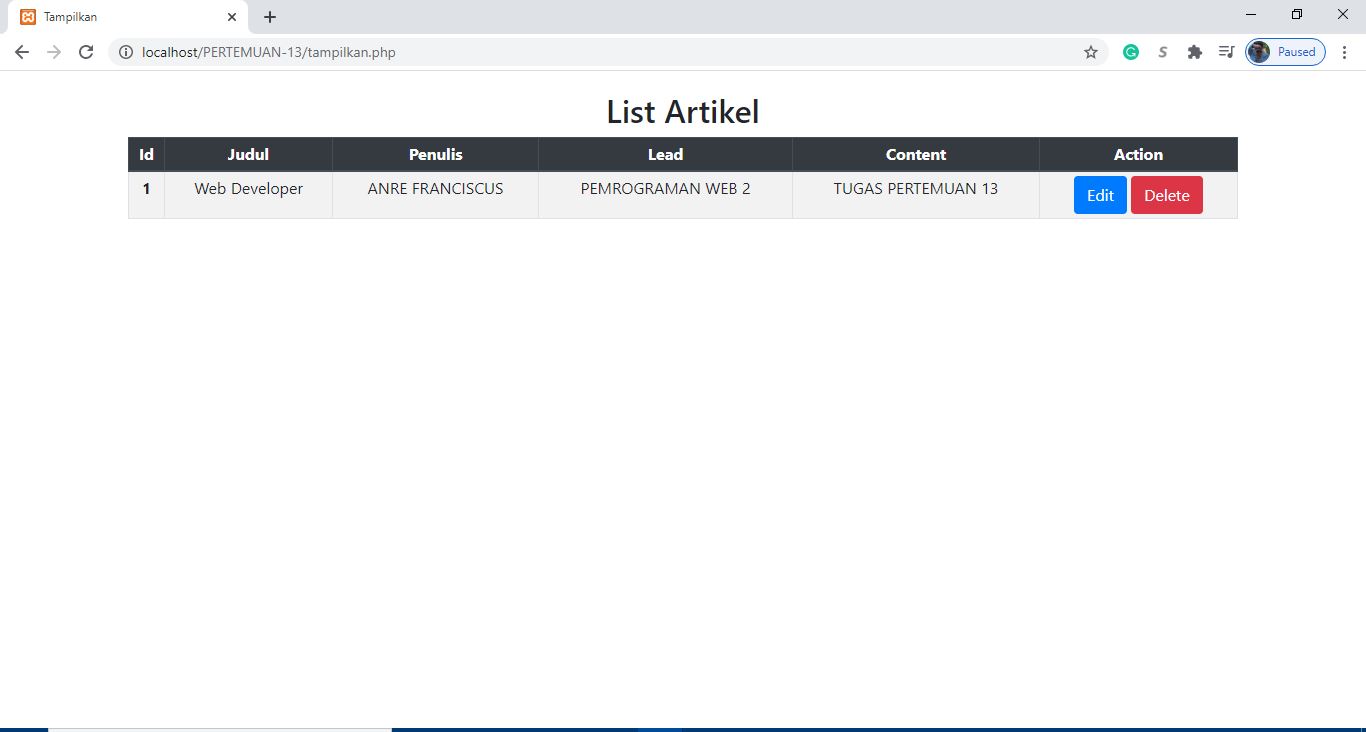 Tampilkan
localhost/PERTEMUAN-13/tampilkan.php
Paused
List Artikel
Id Judul Penulis Lead Content Action
1 Web Developer ANRE FRANCISCUS PEMROGRAMAN WEB 2 TUGAS PERTEMUAN 13 Edit Delete